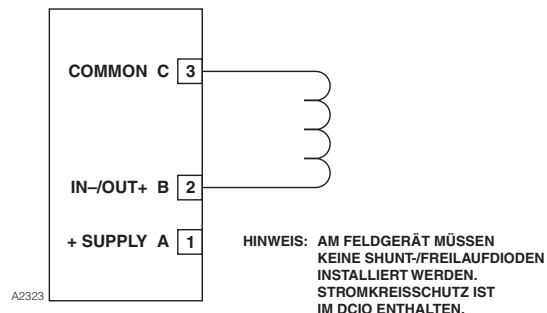 COMMON C 3
IN–/OUT+ B 2
+ SUPPLY A 1
HINWEIS: AM FELDGERÄT MÜSSEN
KEINE SHUNT-/FREILAUFDIODEN
INSTALLIERT WERDEN.
STROMKREISSCHUTZ IST
IM DCIO ENTHALTEN.
A2323